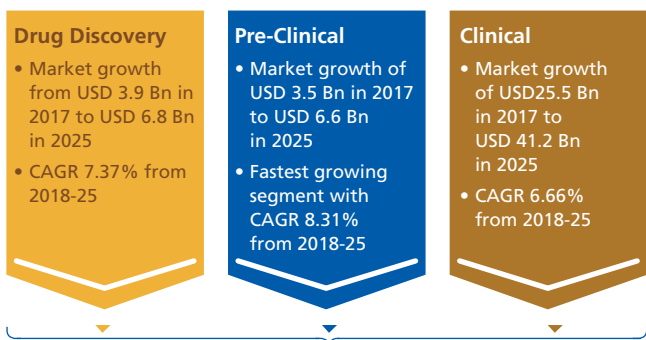 Drug Discovery
• Market growth
from USD 3.9 Bn in
2017 to USD 6.8 Bn
in 2025
• CAGR 7.37% from
2018-25
Pre-Clinical
• Market growth of
USD 3.5 Bn in 2017
to USD 6.6 Bn
in 2025
• Fastest growing
segment with
CAGR 8.31%
from 2018-25
Clinical
• Market growth
of USD25.5 Bn
in 2017 to
USD 41.2 Bn
in 2025
• CAGR 6.66%
from 2018-25